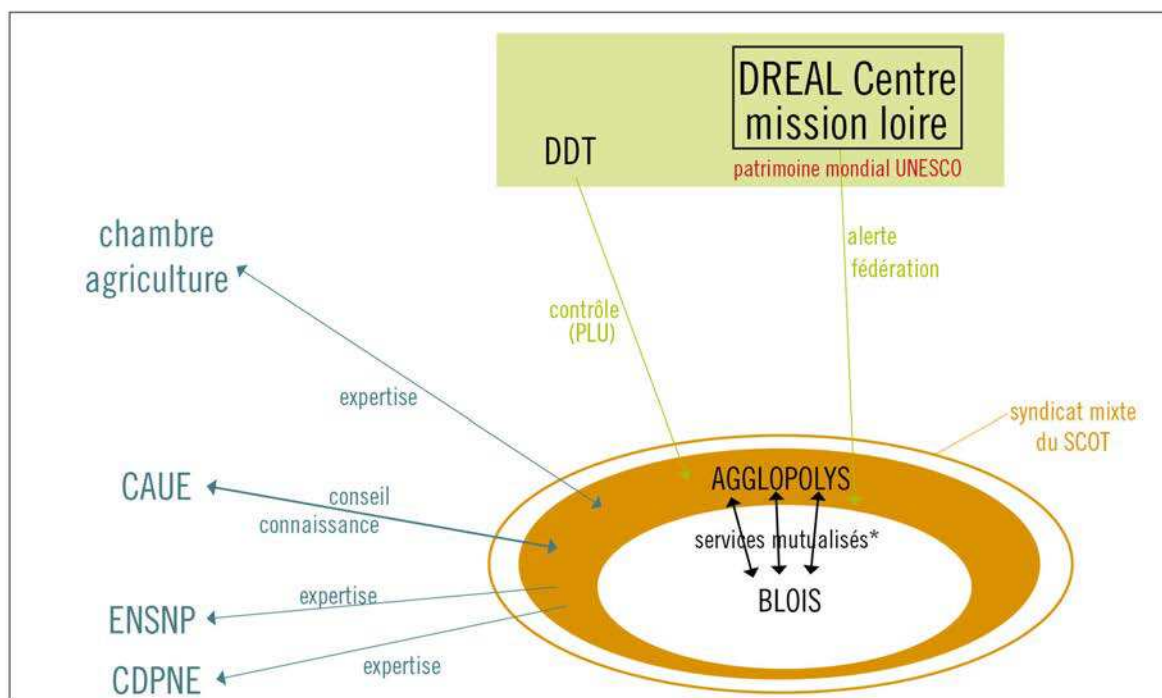 DREAL Centre
mission loire
DDT
patrimoine mondial UNESCO
chambre
agriculture
alerte
fédération
contrôle
(PLU)
expertise
syndicat mixte
du SCOT
CAUE
conseil
connaissance
AGGLOPOLYS
services mutualisés*
BLOIS
expertise
ENSNP
expertise
CDPNE